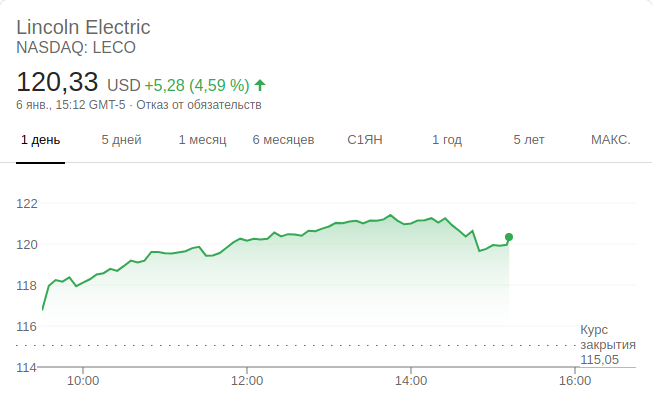 Lincoln Electric
NASDAQ: LECO
120,33 USD +5,28 (4,59 %)
6 янв., 15:12 GMT-5 · Отказ от обязательств
1 день 5 дней 1 месяц 6 месяцев С1ЯН 1 год 5 лет МАКС.
122
120
118
116
114
Курс
закрытия
115,05
10:00 12:00 14:00 16:00